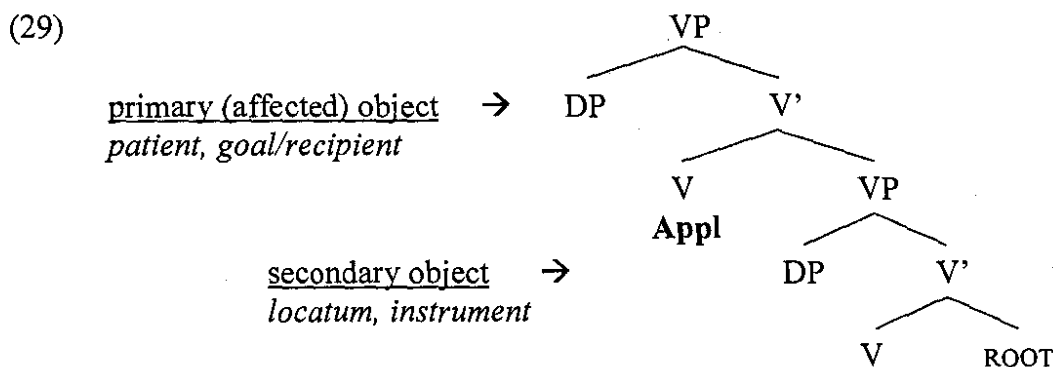 (29)
VP
primary (affected) object → DP V’
patient, goal/recipient
V VP
Appl
secondary object → DP V’
locatum, instrument
V ROOT